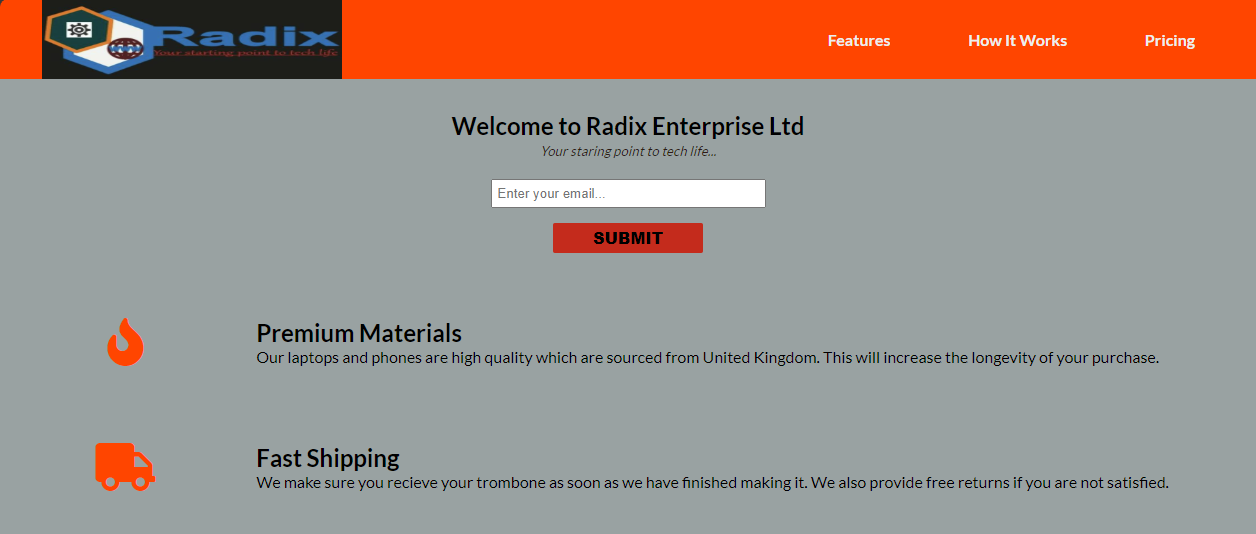 Radix
Your starting point to tech life
Features
How It Works
Pricing
Welcome to Radix Enterprise Ltd
Your staring point to tech life...
Enter your email...
SUBMIT
Premium Materials
Our laptops and phones are high quality which are sourced from United Kingdom. This will increase the longevity of your purchase.
Fast Shipping
We make sure you recieve your trombone as soon as we have finished making it. We also provide free returns if you are not satisfied.